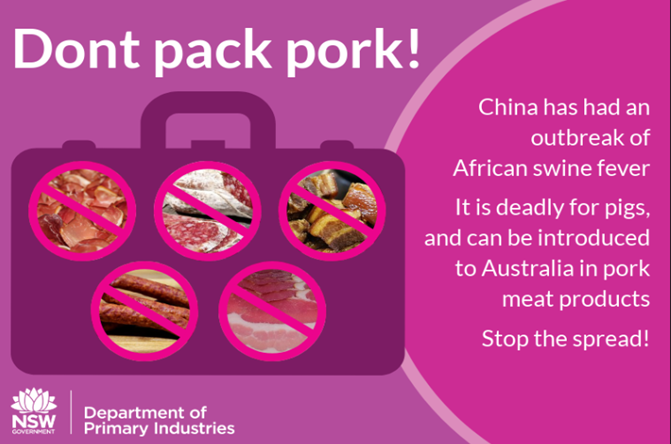 Dont pack pork!
China has had an
outbreak of
African swine fever
It is deadly for pigs,
and can be introduced
to Australia in pork
meat products
Stop the spread!
NSW
GOVERNMENT
Department of
Primary Industries